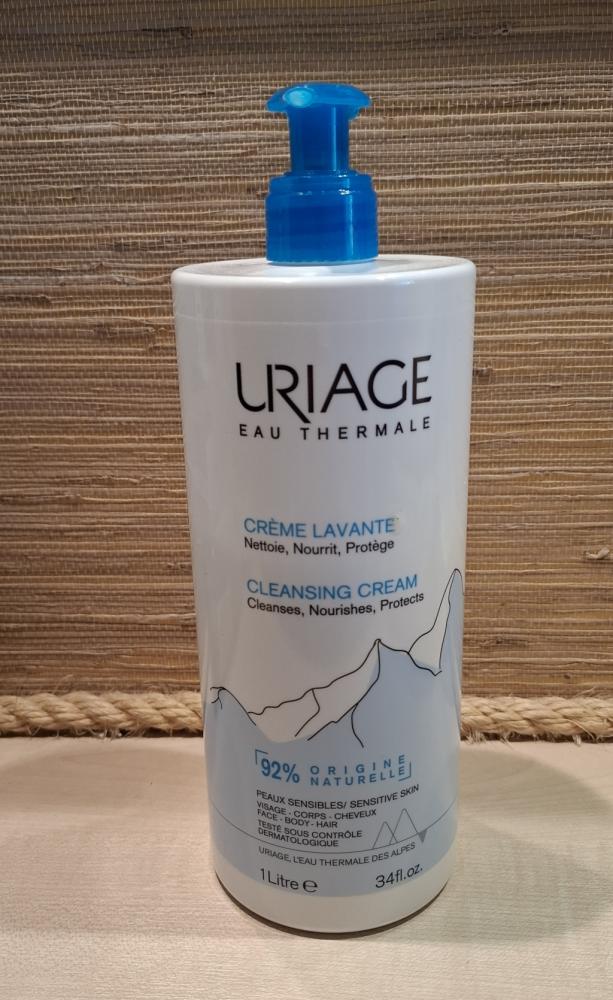 URIAGE
EAU THERMALE
CRÈME LAVANTE
Nettoie, Nourrit, Protège
CLEANSING CREAM
Cleanses, Nourishes, Protects
92% ORIGINE
NATURELLE
PEAUX SENSIBLES/ SENSITIVE SKIN
VISAGE - CORPS - CHEVEUX
FACE - BODY - HAIR
TESTÉ SOUS CONTRÔLE
DERMATOLOGIQUE
URIAGE, L'EAU THERMALE DES ALPES
1 Litre ℮ 34fl.oz.